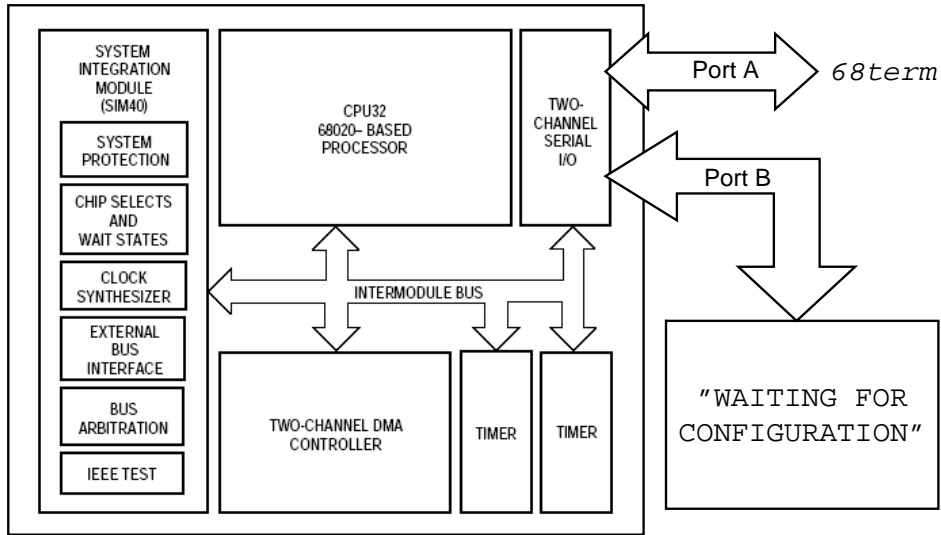 SYSTEM
INTEGRATION
MODULE
(SIM40)
SYSTEM
PROTECTION
CHIP SELECTS
AND
WAIT STATES
CLOCK
SYNTHESIZER
EXTERNAL
BUS
INTERFACE
BUS
ARBITRATION
IEEE TEST
CPU32
68020– BASED
PROCESSOR
TWO-
CHANNEL
SERIAL
I/O
Port A
68term
Port B
INTERMODULE BUS
TWO-CHANNEL DMA
CONTROLLER
TIMER
TIMER
"WAITING FOR
CONFIGURATION"